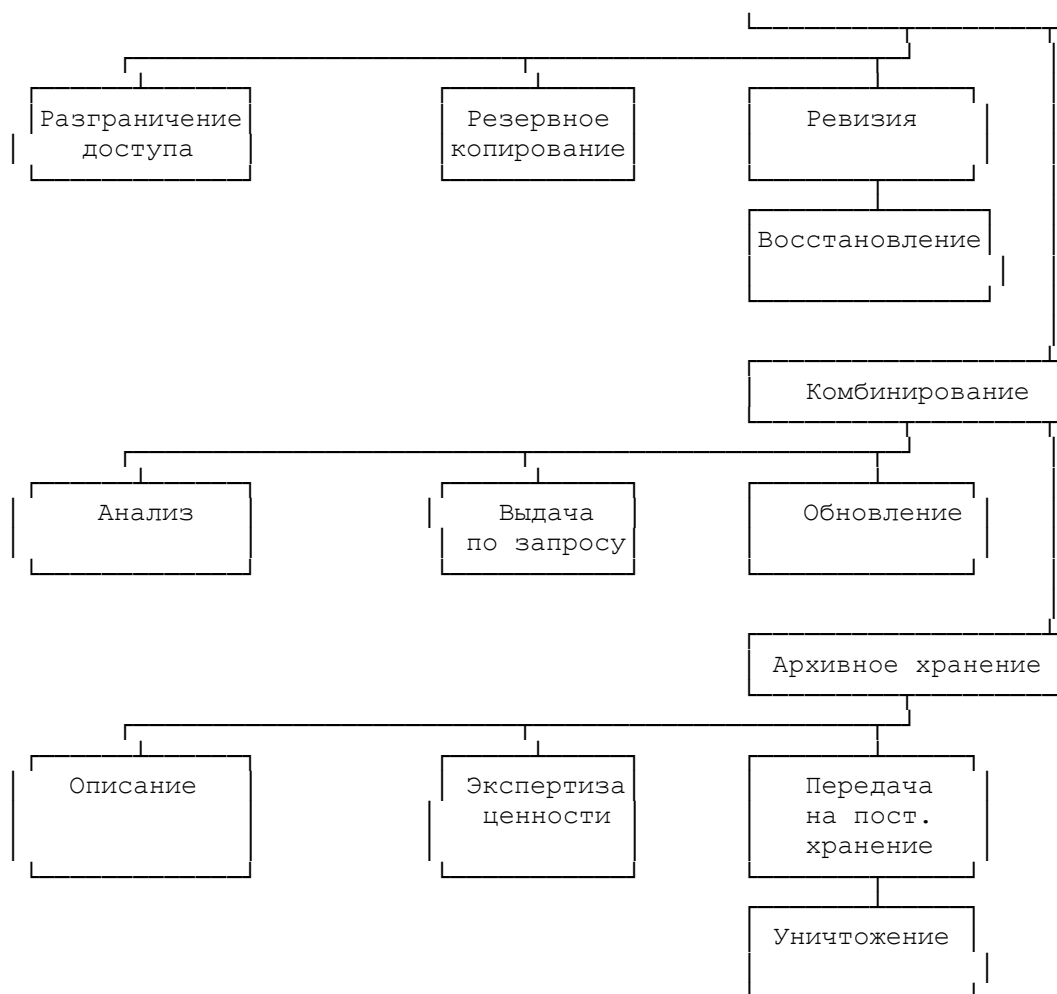 Разграничение
доступа
Резервное
копирование
Ревизия
Восстановление
Комбинирование
Анализ
Выдача
по запросу
Обновление
Архивное хранение
Описание
Экспертиза
ценности
Передача
на пост.
хранение
Уничтожение